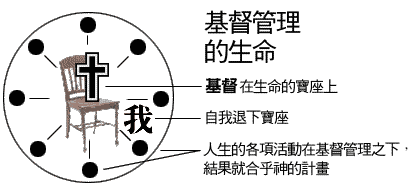 基督管理
的生命
基督在生命的寶座上
我
自我退下寶座
人生的各項活動在基督管理之下，
結果就合乎神的計畫